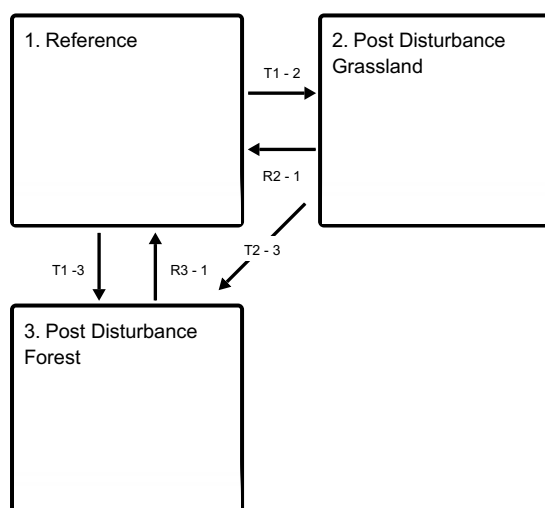 1. Reference
2. Post Disturbance
Grassland
T1 - 2
R2 - 1
T2 - 3
T1 -3
R3 - 1
3. Post Disturbance
Forest